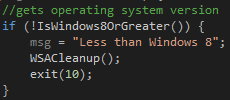 //gets operating system version
if (!IsWindows8OrGreater()) {
    msg = "Less than Windows 8";
    WSACleanup();
    exit(10);
}